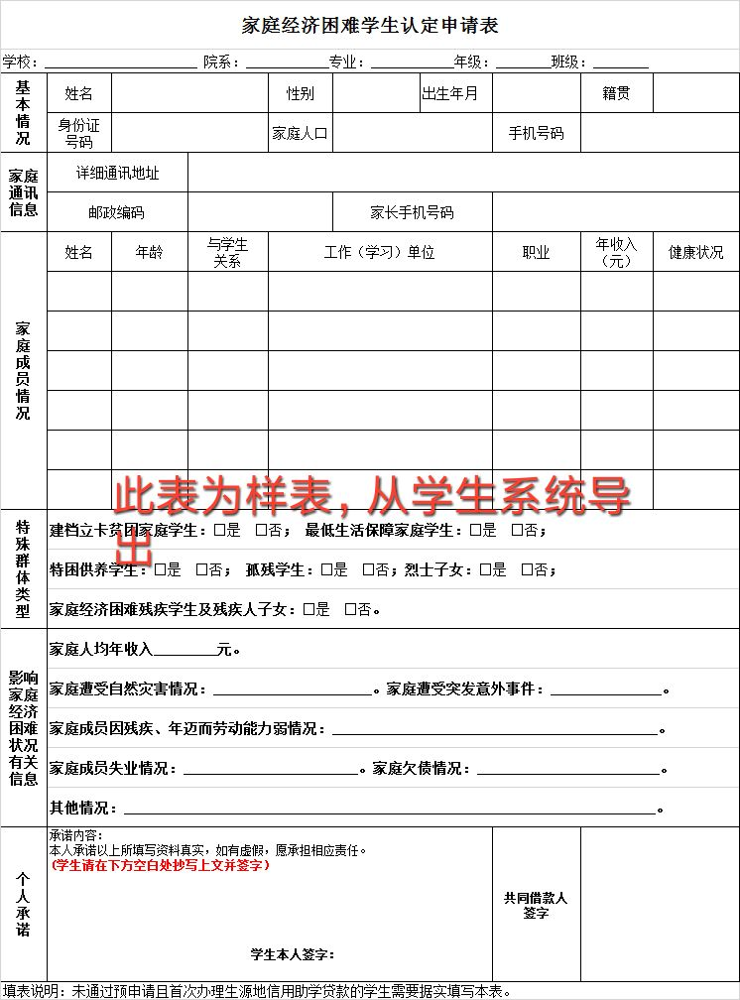 家庭经济困难学生认定申请表
学校：院系：专业：年级：班级：
基本情况
姓名 性别 出生年月 籍贯
身份证号码 家庭人口 手机号码
家庭通讯信息
详细通讯地址
邮政编码 家长手机号码
家庭成员情况
姓名 年龄 与学生关系 工作（学习）单位 职业 年收入（元） 健康状况
此表为样表，从学生系统导
出
特殊群体类型
建档立卡贫困家庭学生：□是 □否； 最低生活保障家庭学生：□是 □否；
特困供养学生：□是 □否； 孤残学生：□是 □否；烈士子女：□是 □否；
家庭经济困难残疾学生及残疾人子女：□是 □否。
影响家庭经济困难状况有关信息
家庭人均年收入________元。
家庭遭受自然灾害情况：____________________。家庭遭受突发意外事件：______________。
家庭成员因残疾、年迈而劳动能力弱情况：________________________________________。
家庭成员失业情况：______________________。家庭欠债情况：_______________________。
其他情况：____________________________________________________________________。
个人承诺
承诺内容：
本人承诺以上所填写资料真实，如有虚假，愿承担相应责任。
（学生请在下方空白处抄写上文并签字）
学生本人签字：
共同借款人签字
填表说明：未通过预申请且首次办理生源地信用助学贷款的学生需要据实填写本表。